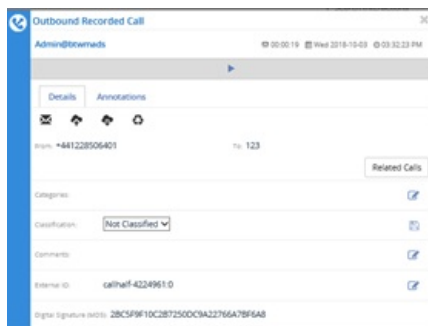 Outbound Recorded Call
Admin@btwmads 00:00:19 Wed 2018-10-03 03:32:23 PM
Details Annotations
From: +441228506401 To: 123
Related Calls
Categories:
Classification: Not Classified
Comments:
External ID: callhalf-4224961:0
Digital Signature (MD5): 2BC5F9F10C2B7250DC9A22766A7BF6A8